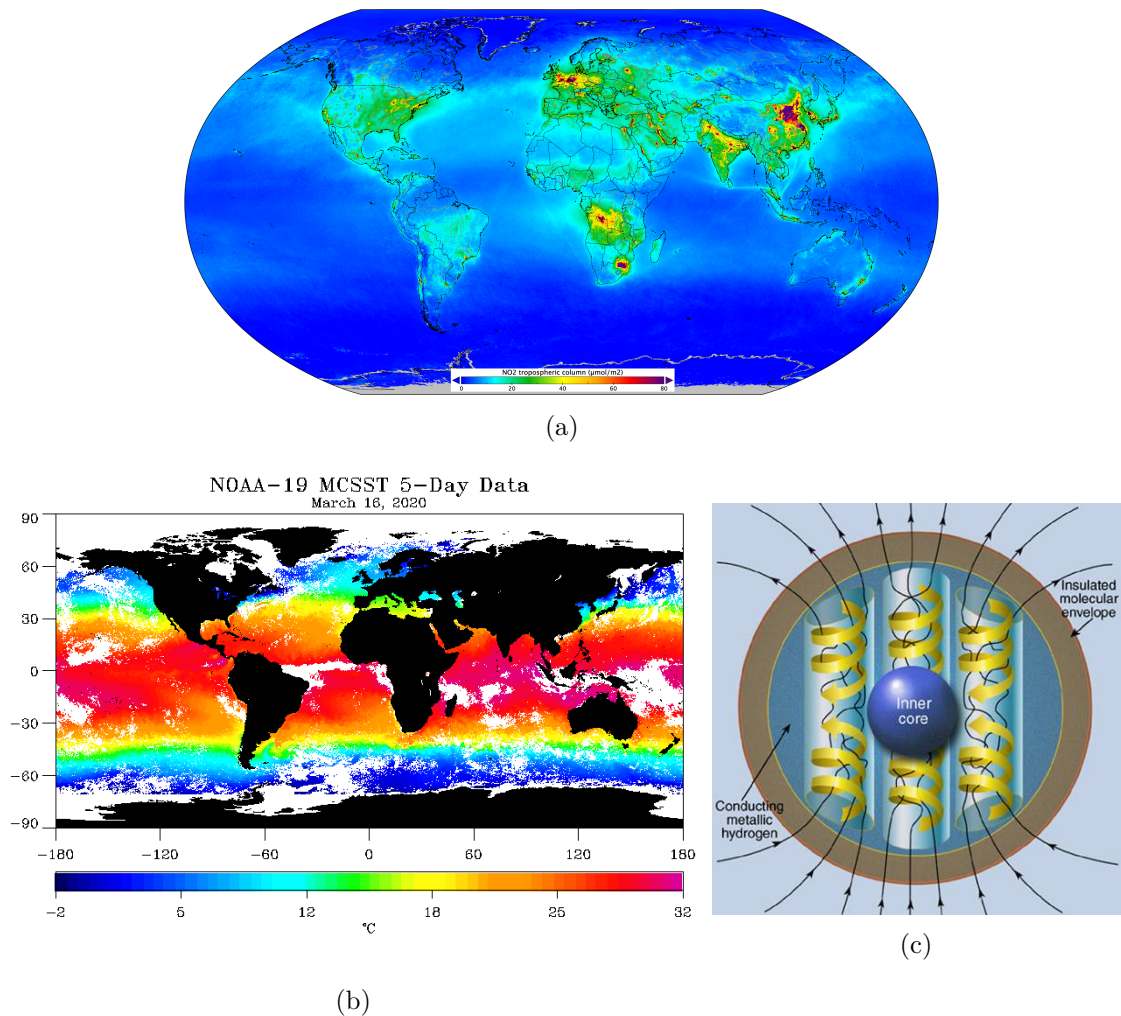 NO2 tropospheric column (µmol/m2)
0 20 40 60 80
(a)
NOAA-19 MCSST 5-Day Data
March 16, 2020
90
60
30
0
-30
-60
-90
-180 -120 -60 0 60 120 180
-2 5 12 18 25 32
°C
(b)
Insulated
molecular
envelope
Inner
core
Conducting
metallic
hydrogen
(c)